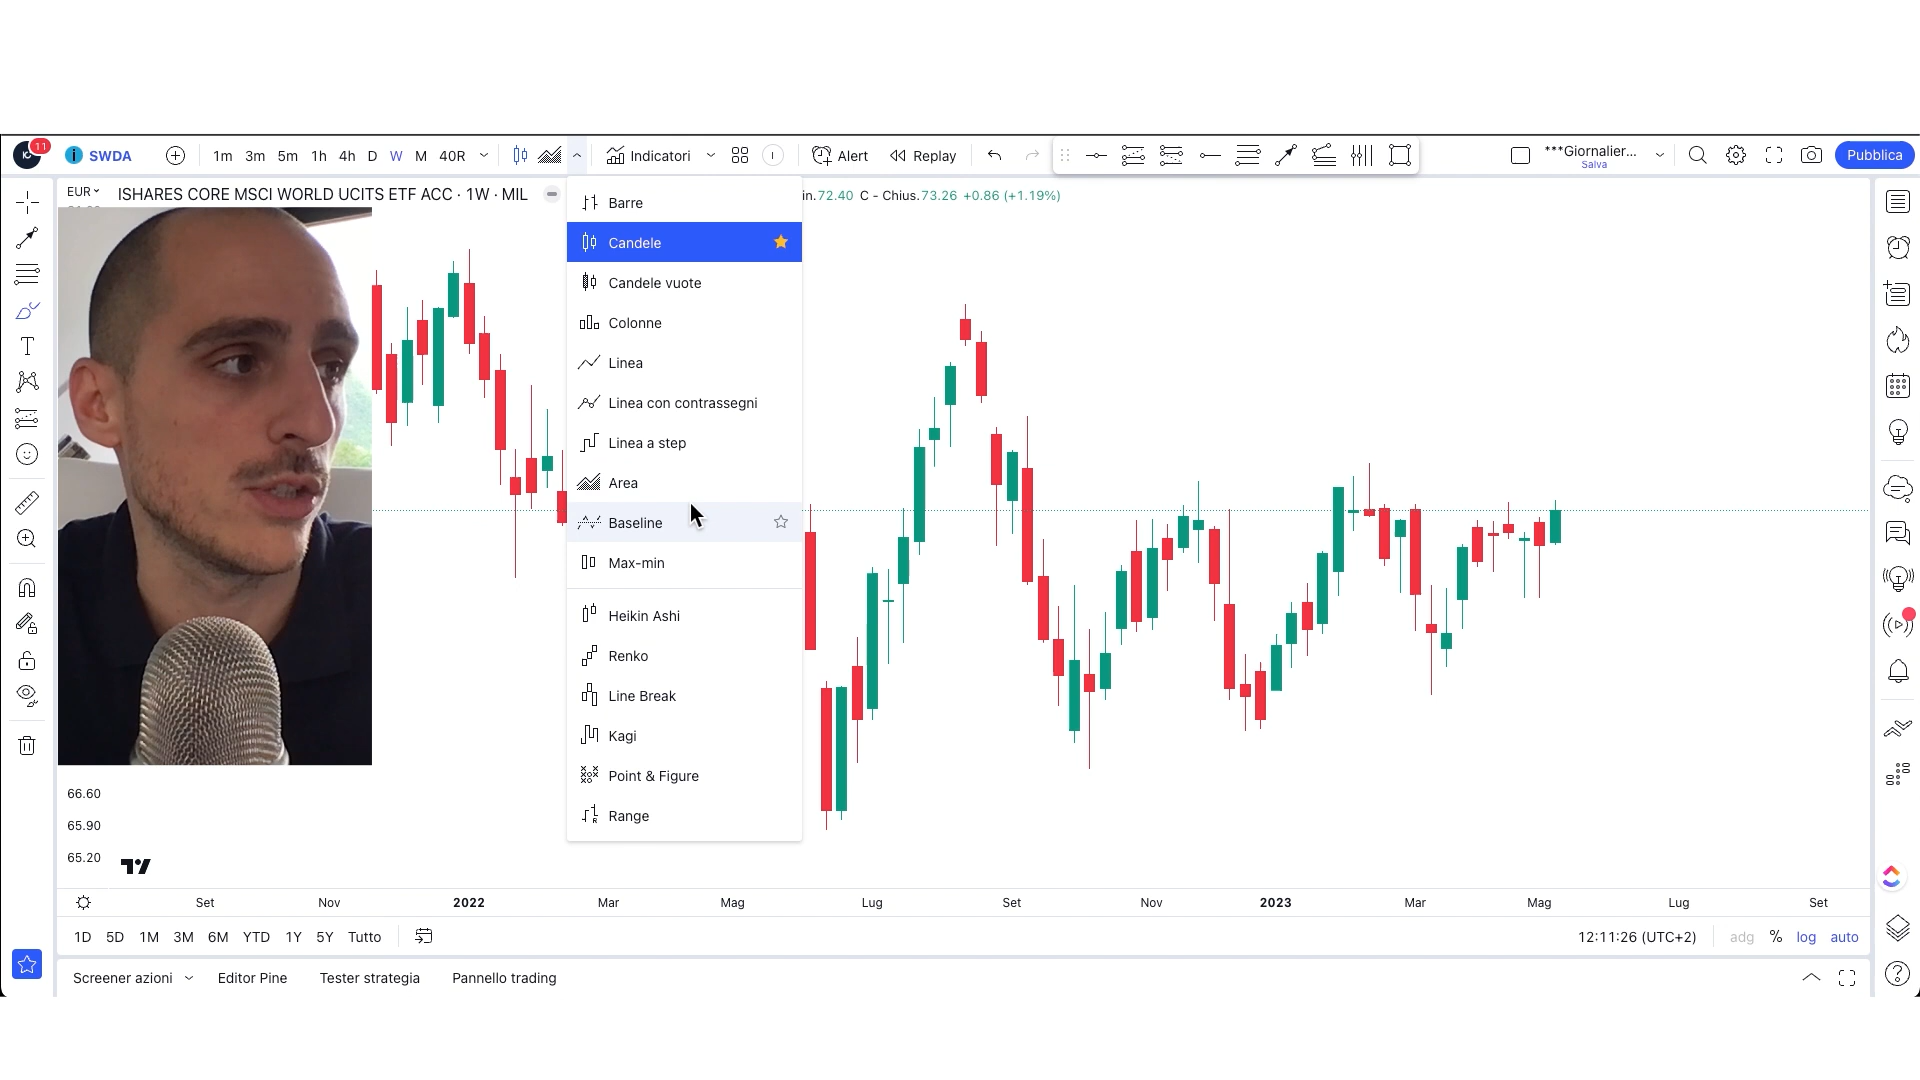 11
SWDA
1m 3m 5m 1h 4h D W M 40R
Indicatori
Alert
Replay
***Giornalier...
Salva
Pubblica
EUR
ISHARES CORE MSCI WORLD UCITS ETF ACC · 1W · MIL
in.72.40 C - Chius.73.26 +0.86 (+1.19%)
Barre
Candele
Candele vuote
Colonne
Linea
Linea con contrassegni
Linea a step
Area
Baseline
Max-min
Heikin Ashi
Renko
Line Break
Kagi
Point & Figure
Range
66.60
65.90
65.20
Set Nov 2022 Mar Mag Lug Set Nov 2023 Mar Mag Lug Set
1D 5D 1M 3M 6M YTD 1Y 5Y Tutto
12:11:26 (UTC+2) adg % log auto
Screener azioni Editor Pine Tester strategia Pannello trading